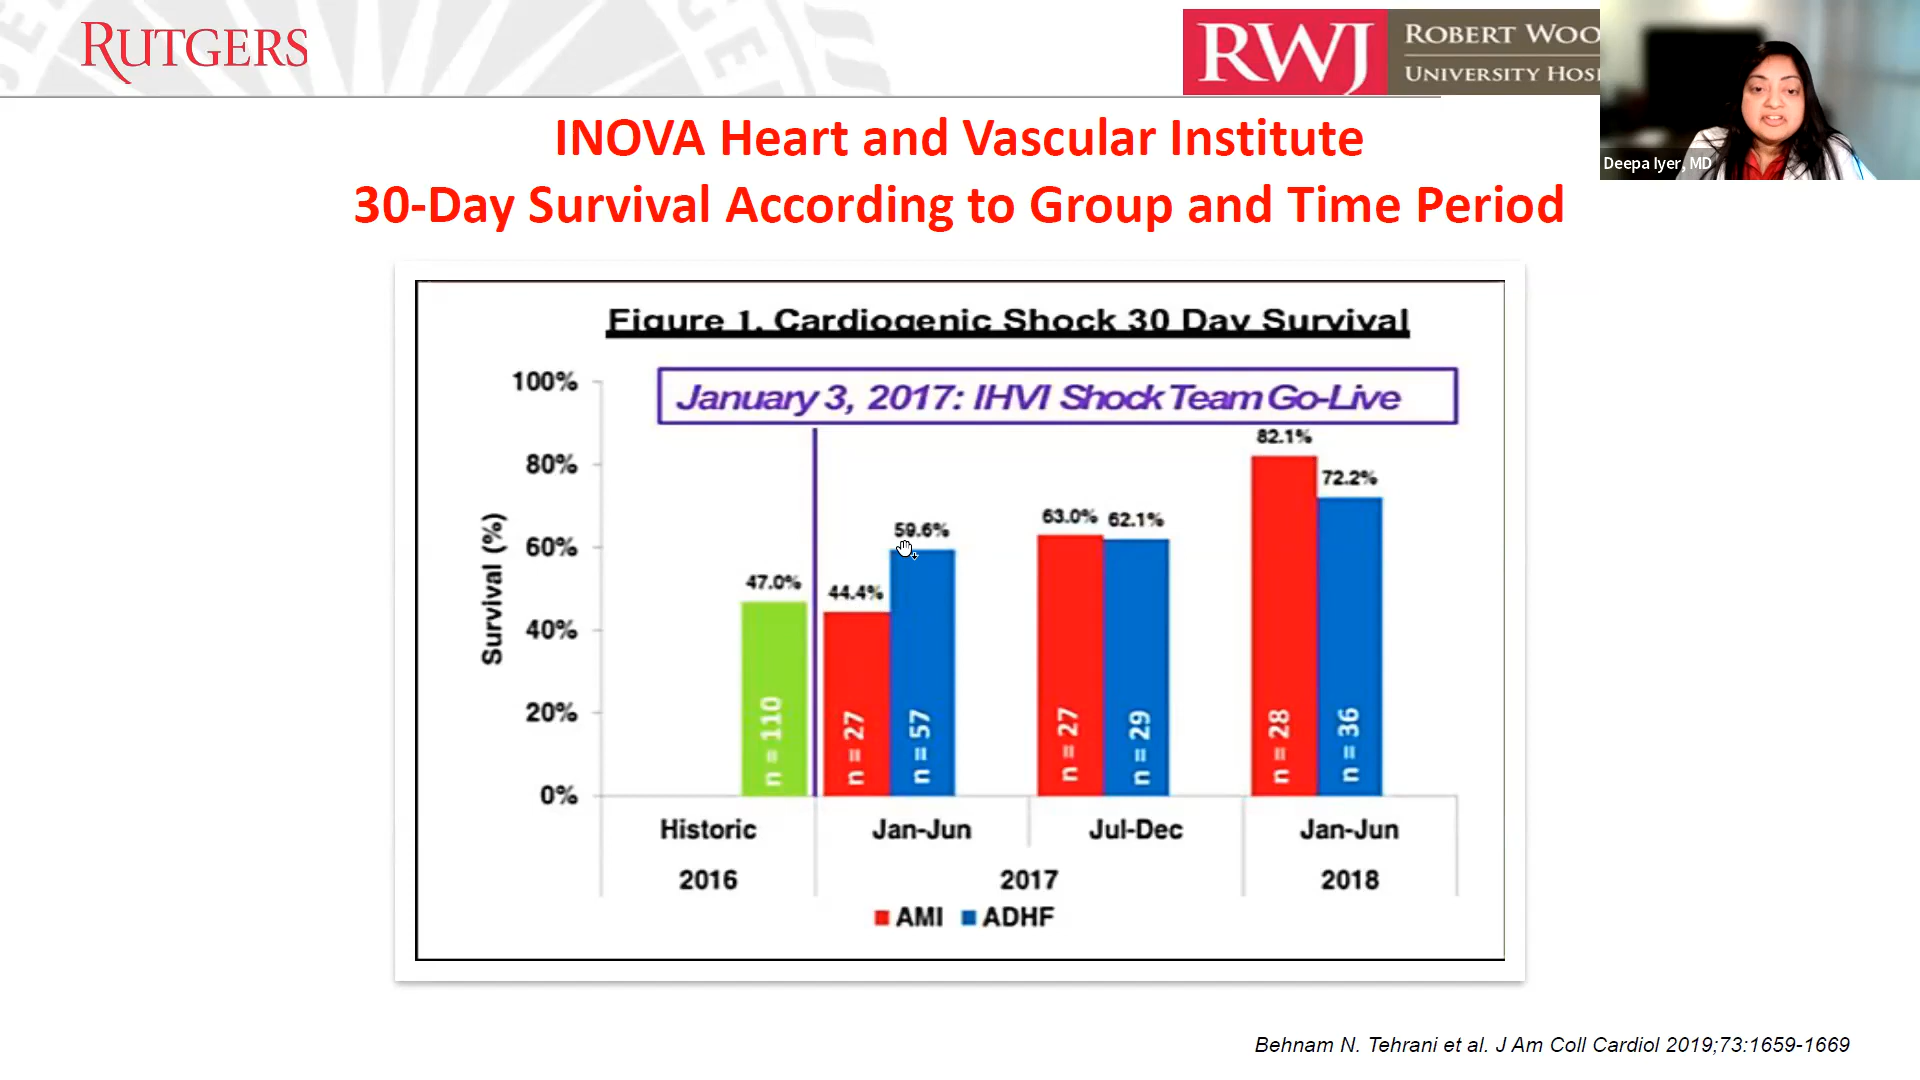 RUTGERS
RWJ
ROBERT WOO
UNIVERSITY HOSI
Deepa Iyer, MD
INOVA Heart and Vascular Institute
30-Day Survival According to Group and Time Period
Figure 1. Cardiogenic Shock 30 Day Survival
January 3, 2017: IHVI Shock Team Go-Live
Survival (%)
100%
80%
60%
40%
20%
0%
47.0%
44.4%
59.6%
63.0%
62.1%
82.1%
72.2%
n = 110
n = 27
n = 57
n = 27
n = 29
n = 28
n = 36
Historic
Jan-Jun
Jul-Dec
Jan-Jun
2016
2017
2018
AMI
ADHF
Behnam N. Tehrani et al. J Am Coll Cardiol 2019;73:1659-1669